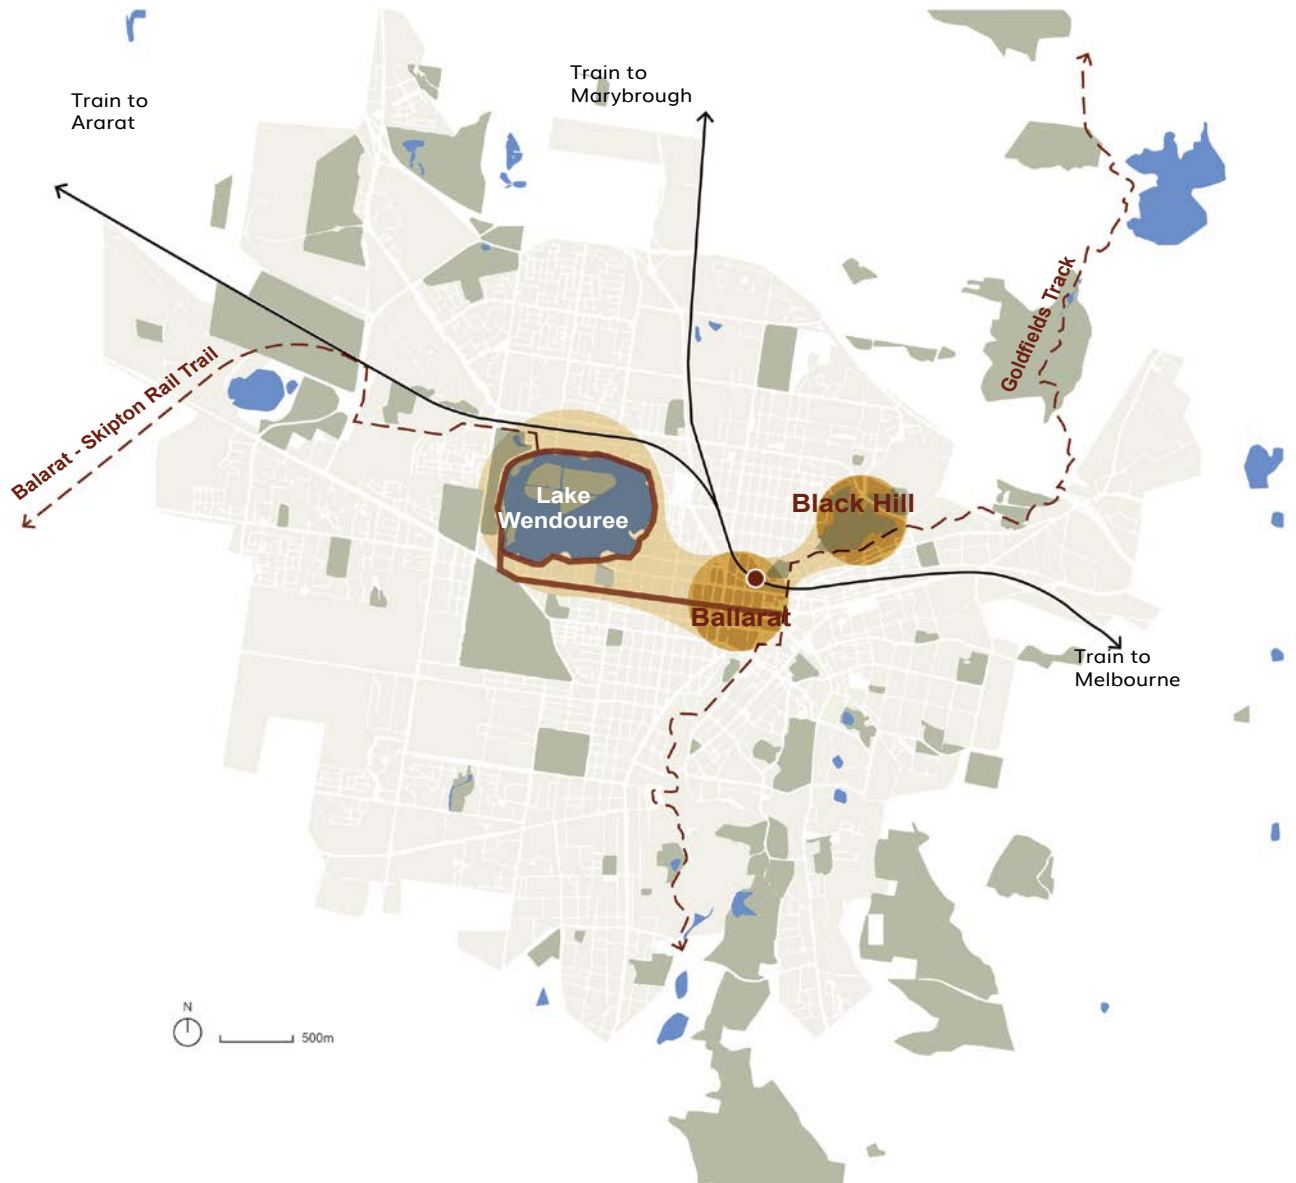 Train to
Ararat
Train to
Marybrough
Goldfields Track
Balarat - Skipton Rail Trail
Lake
Wendouree
Black Hill
Ballarat
Train to
Melbourne
N
500m